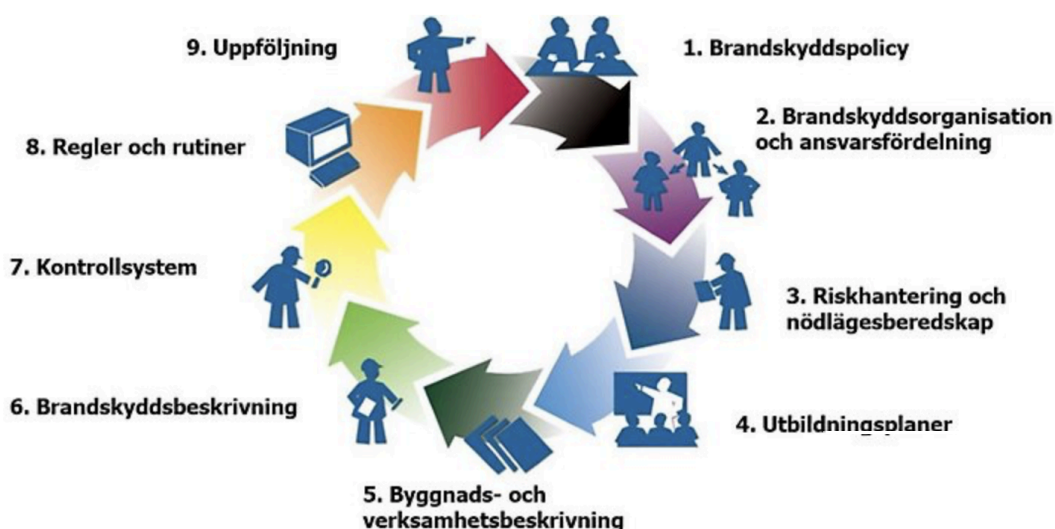 1. Brandskyddspolicy
2. Brandskyddsorganisation
och ansvarsfördelning
3. Riskhantering och
nödlägesberedskap
4. Utbildningsplaner
5. Byggnads- och
verksamhetsbeskrivning
6. Brandskyddsbeskrivning
7. Kontrollsystem
8. Regler och rutiner
9. Uppföljning